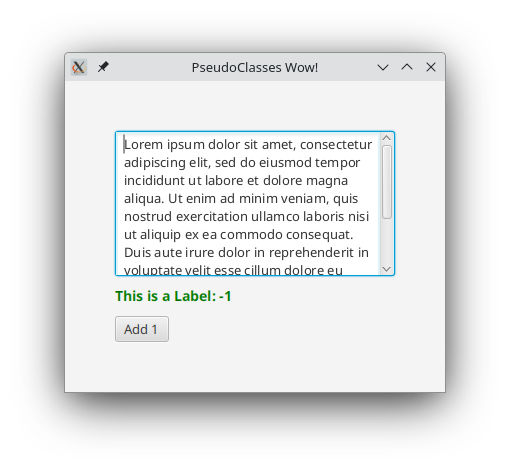 PseudoClasses Wow!
Lorem ipsum dolor sit amet, consectetur
adipiscing elit, sed do eiusmod tempor
incididunt ut labore et dolore magna
aliqua. Ut enim ad minim veniam, quis
nostrud exercitation ullamco laboris nisi
ut aliquip ex ea commodo consequat.
Duis aute irure dolor in reprehenderit in
voluptate velit esse cillum dolore eu
This is a Label: -1
Add 1